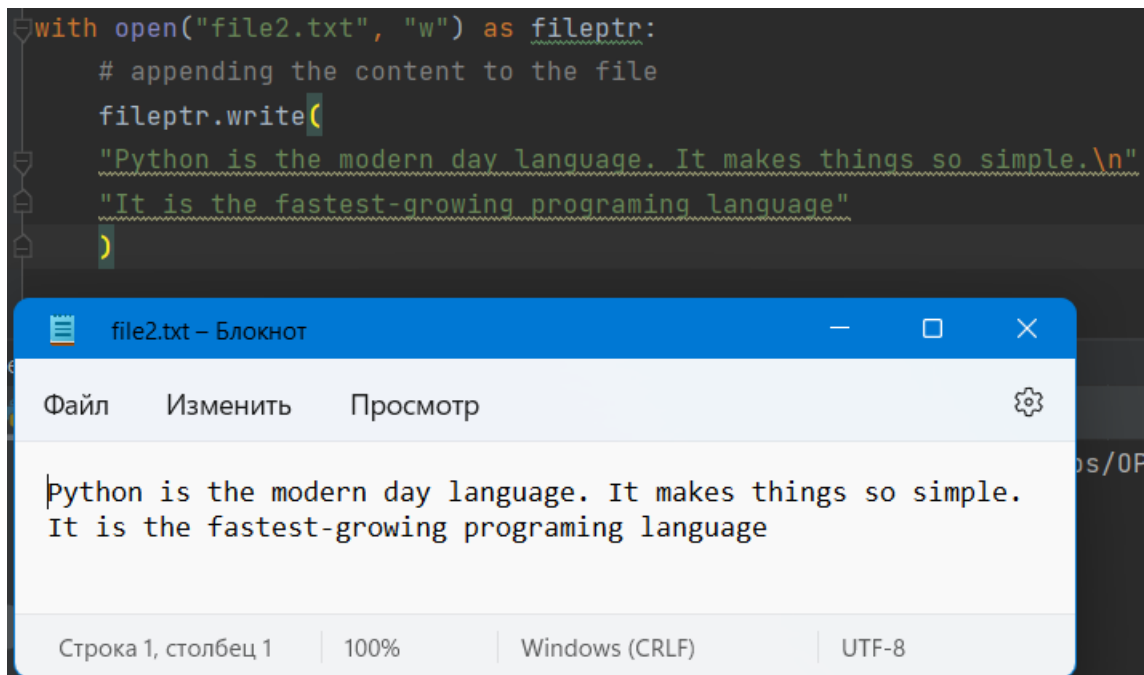 with open("file2.txt", "w") as fileptr:
# appending the content to the file
fileptr.write(
"Python is the modern day language. It makes things so simple.\n"
"It is the fastest-growing programing language"
)
file2.txt – Блокнот
Файл Изменить Просмотр
os/OP
Python is the modern day language. It makes things so simple.
It is the fastest-growing programing language
Строка 1, столбец 1 100% Windows (CRLF) UTF-8